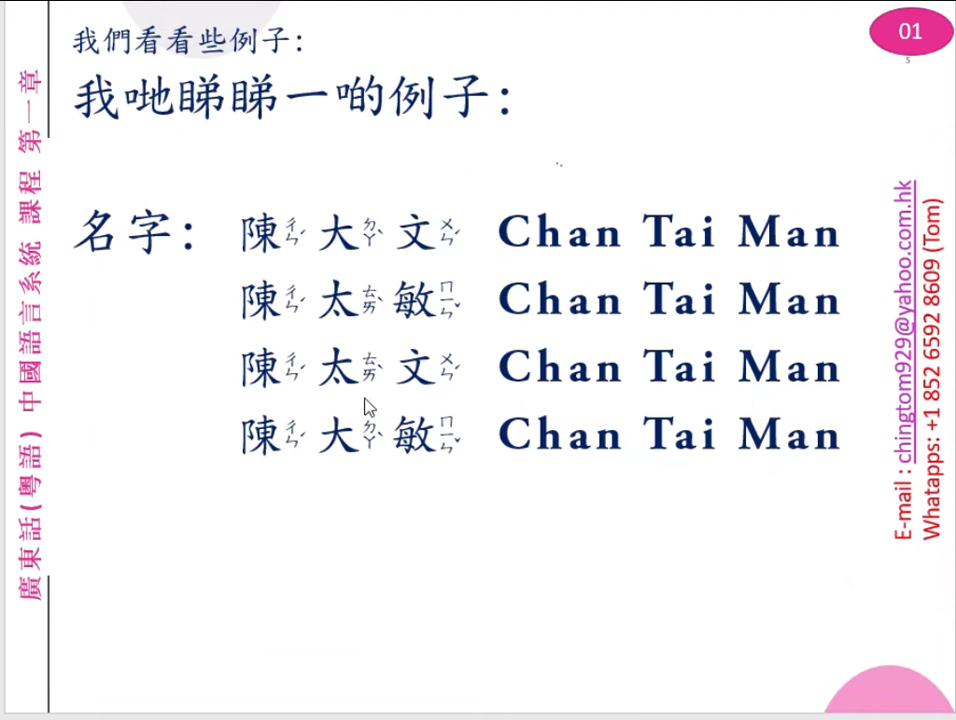 我們看看些例子：
01
5
我哋睇睇一啲例子：
名字： 陳ㄔㄣˊ 大ㄉㄚˋ 文ㄨㄣˊ Chan Tai Man
陳ㄔㄣˊ 太ㄊㄞˋ 敏ㄇㄧㄣˇ Chan Tai Man
陳ㄔㄣˊ 太ㄊㄞˋ 文ㄨㄣˊ Chan Tai Man
陳ㄔㄣˊ 大ㄉㄚˋ 敏ㄇㄧㄣˇ Chan Tai Man
廣東話(粵語) 中國語言系統 課程 第一章
E-mail : chingtom929@yahoo.com.hk
Whatapps: +1 852 6592 8609 (Tom)